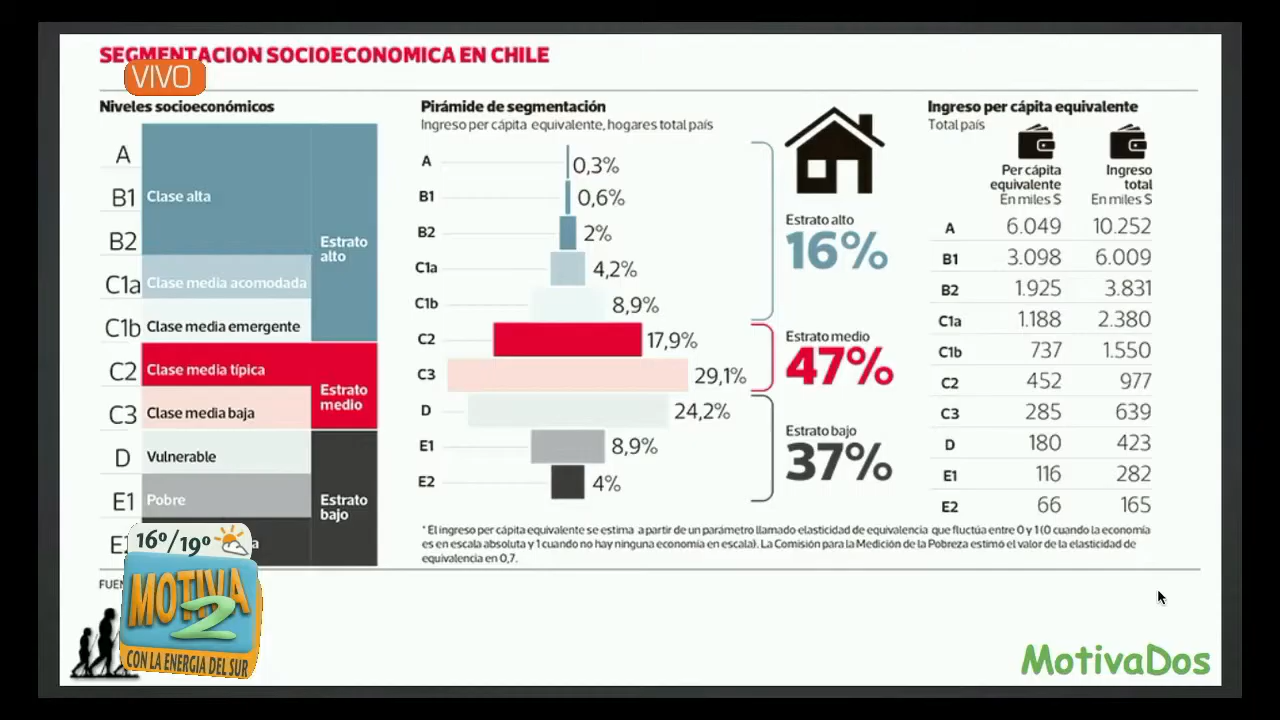 SEGMENTACION SOCIOECONOMICA EN CHILE
VIVO
Niveles socioeconómicos
A
B1
Clase alta
B2
Estrato
alto
C1a
Clase media acomodada
C1b
Clase media emergente
C2
Clase media típica
Estrato
medio
C3
Clase media baja
D
Vulnerable
E1
Pobre
Estrato
bajo
Pirámide de segmentación
Ingreso per cápita equivalente, hogares total país
A 0,3%
B1 0,6%
B2 2%
C1a 4,2%
C1b 8,9%
C2 17,9%
C3 29,1%
D 24,2%
E1 8,9%
E2 4%
Estrato alto
16%
Estrato medio
47%
Estrato bajo
37%
Ingreso per cápita equivalente
Total país
Per cápita
equivalente
En miles $
Ingreso
total
En miles $
A 6.049 10.252
B1 3.098 6.009
B2 1.925 3.831
C1a 1.188 2.380
C1b 737 1.550
C2 452 977
C3 285 639
D 180 423
E1 116 282
E2 66 165
* El ingreso per cápita equivalente se estima a partir de un parámetro llamado elasticidad de equivalencia que fluctúa entre 0 y 1 (0 cuando la economía
es en escala absoluta y 1 cuando no hay ninguna economía en escala). La Comisión para la Medición de la Pobreza estimó el valor de la elasticidad de
equivalencia en 0,7.
16º/19º
MOTIVA
2
CON LA ENERGIA DEL SUR
MotivaDos